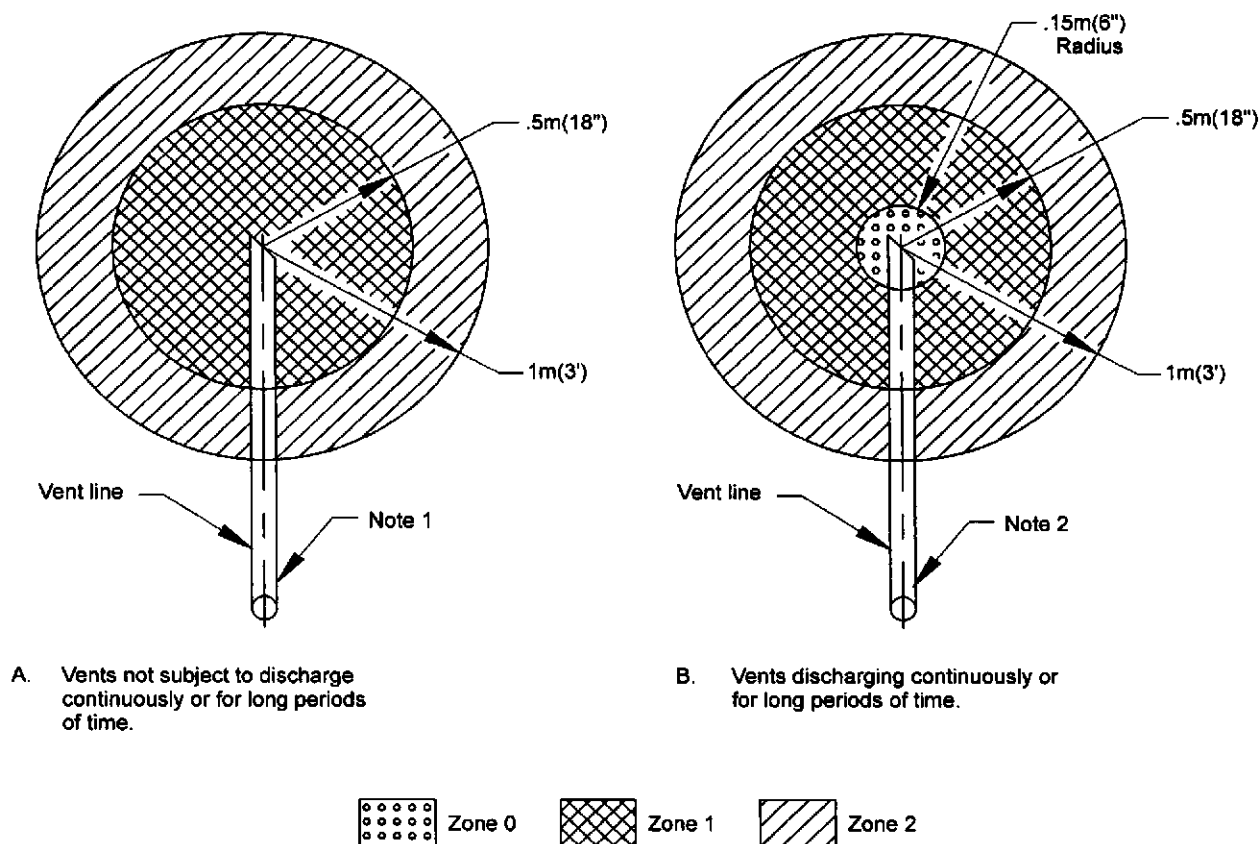 .5m(18")
1m(3')
Vent line
Note 1
A. Vents not subject to discharge
continuously or for long periods
of time.
.15m(6")
Radius
.5m(18")
1m(3')
Vent line
Note 2
B. Vents discharging continuously or
for long periods of time.
Zone 0
Zone 1
Zone 2